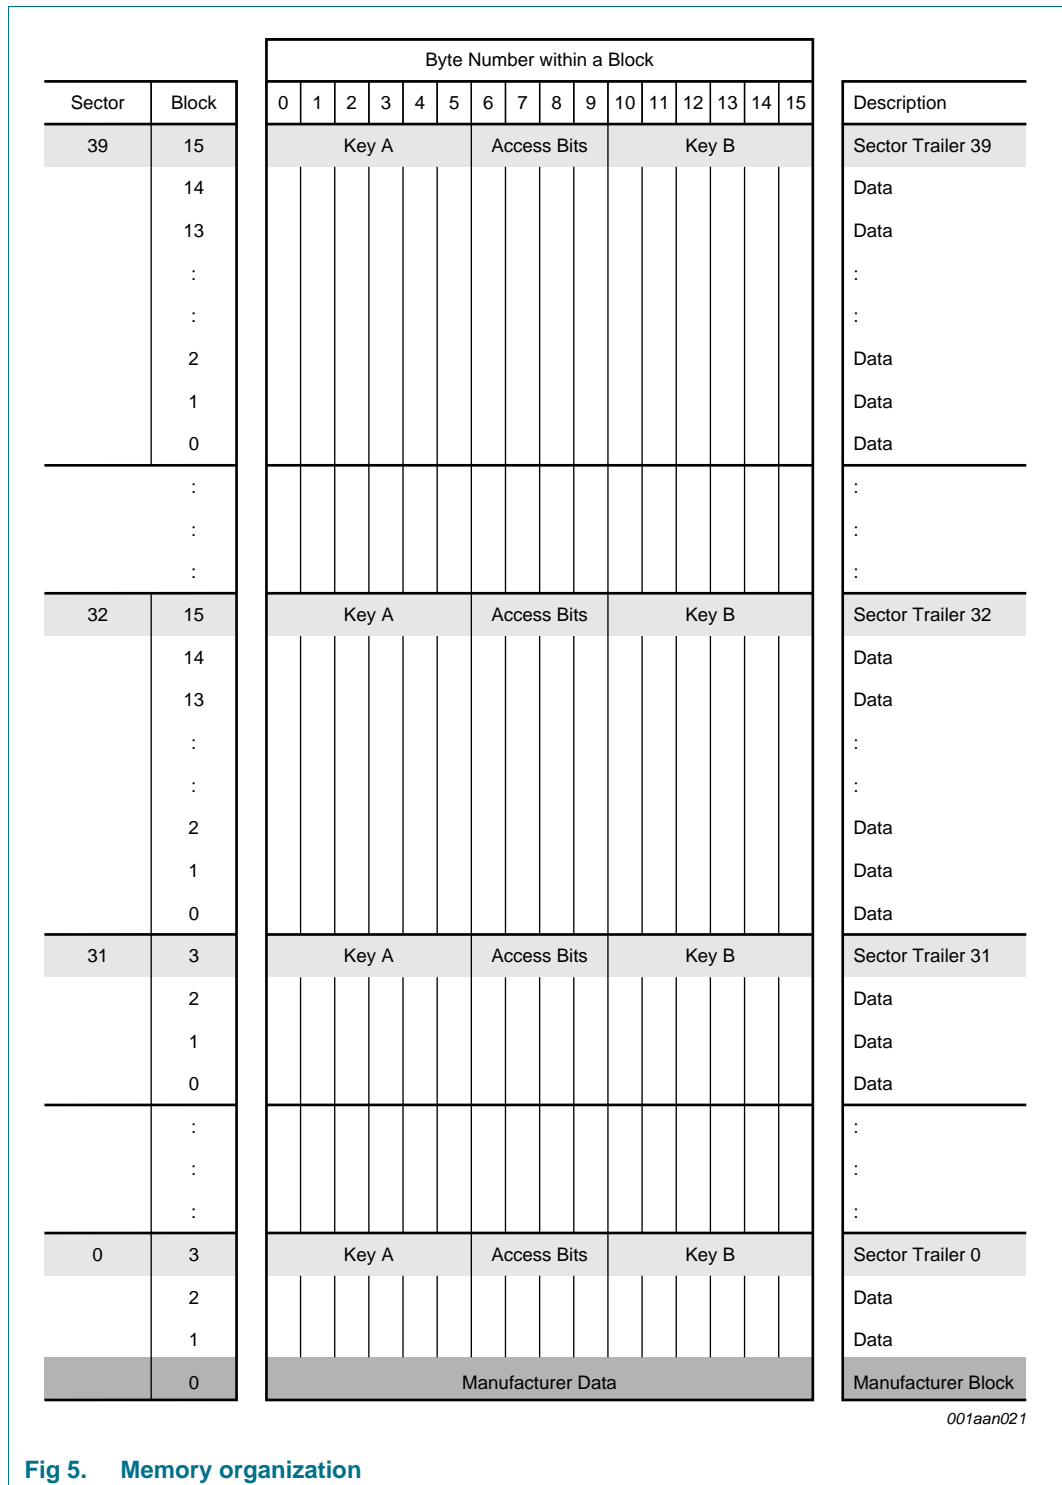 Byte Number within a Block
Sector Block 0 1 2 3 4 5 6 7 8 9 10 11 12 13 14 15 Description
39 15 Key A Access Bits Key B Sector Trailer 39
14 Data
13 Data
: :
: :
2 Data
1 Data
0 Data
: :
: :
: :
32 15 Key A Access Bits Key B Sector Trailer 32
14 Data
13 Data
: :
: :
2 Data
1 Data
0 Data
31 3 Key A Access Bits Key B Sector Trailer 31
2 Data
1 Data
0 Data
: :
: :
: :
0 3 Key A Access Bits Key B Sector Trailer 0
2 Data
1 Data
0 Manufacturer Data Manufacturer Block
001aan021
Fig 5. Memory organization